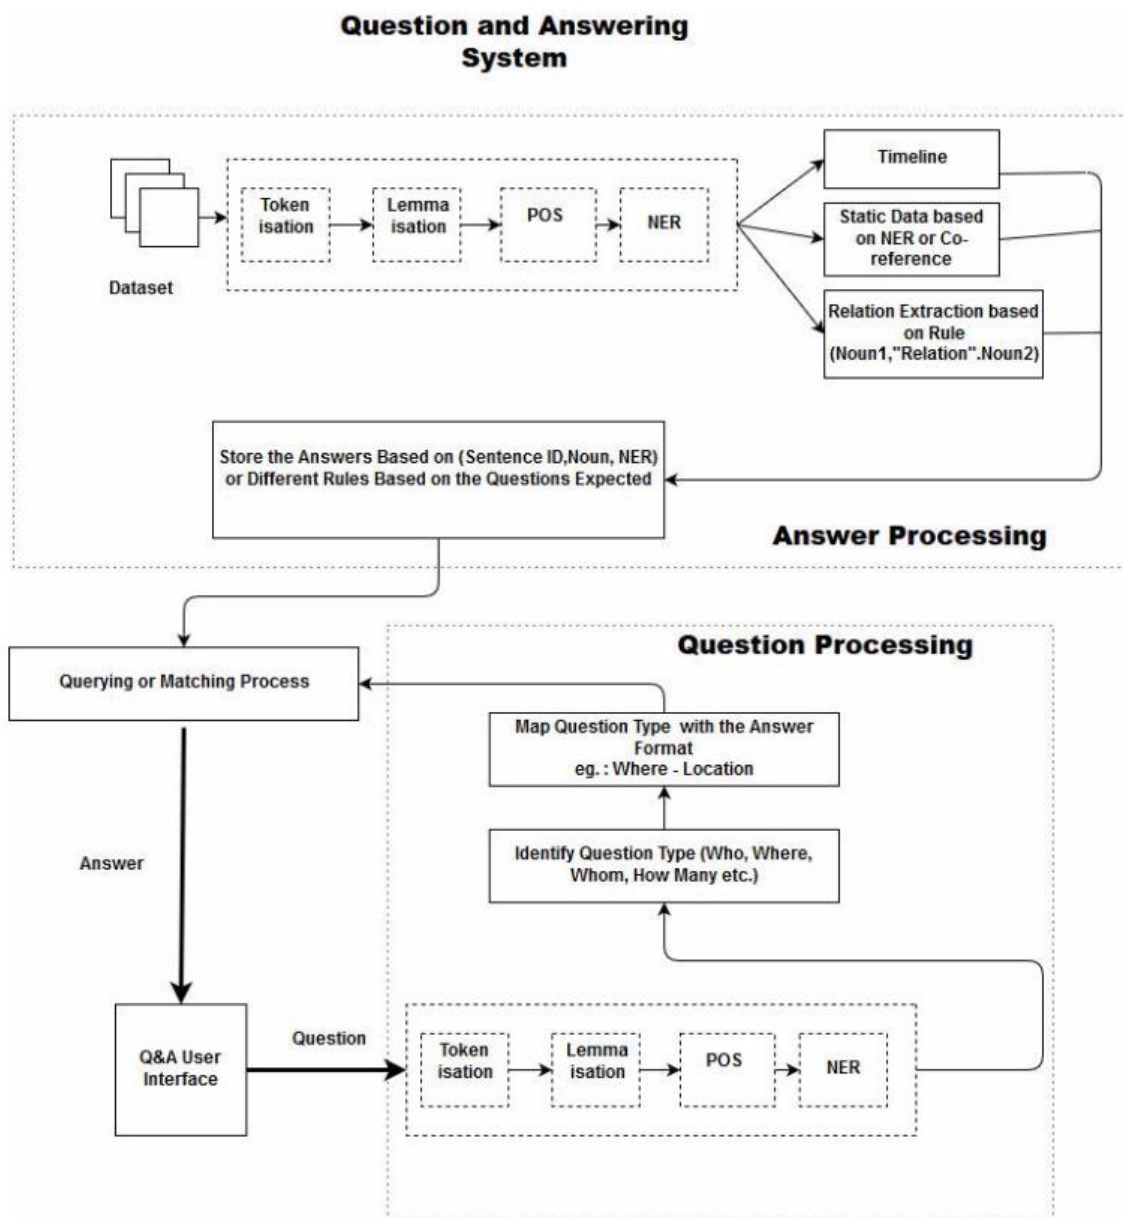 Question and Answering
System
Timeline
Token
isation
Lemma
isation
POS
NER
Static Data based
on NER or Co-
reference
Dataset
Relation Extraction based
on Rule
(Noun1,"Relation".Noun2)
Store the Answers Based on (Sentence ID,Noun, NER)
or Different Rules Based on the Questions Expected
Answer Processing
Question Processing
Querying or Matching Process
Map Question Type with the Answer
Format
eg. : Where - Location
Identify Question Type (Who, Where,
Whom, How Many etc.)
Answer
Q&A User
Interface
Question
Token
isation
Lemma
isation
POS
NER